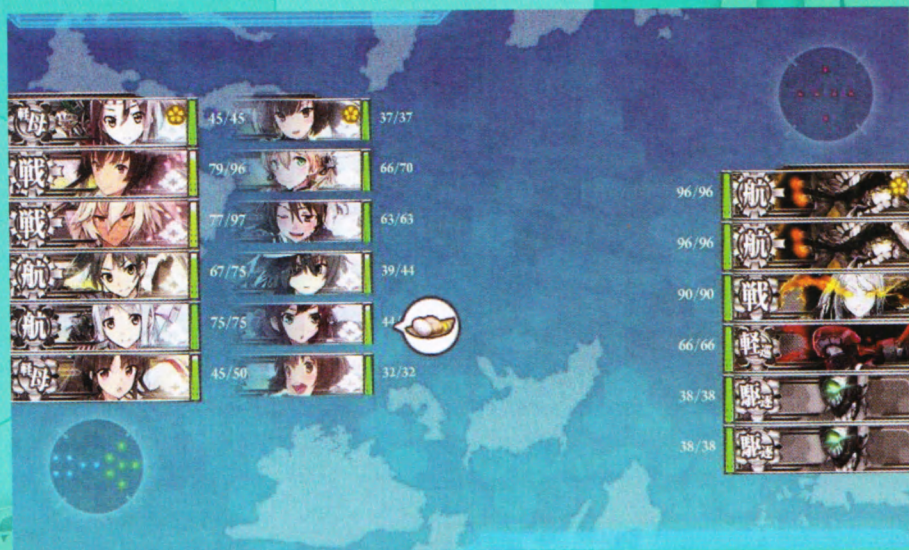 軽母 45/45 37/37
戦 79/96 66/70
戦 77/97 63/63
航 67/75 39/44
航 75/75 44
軽母 45/50 32/32
96/96 航
96/96 航
90/90 戦
66/66 軽巡
38/38 駆逐
38/38 駆逐